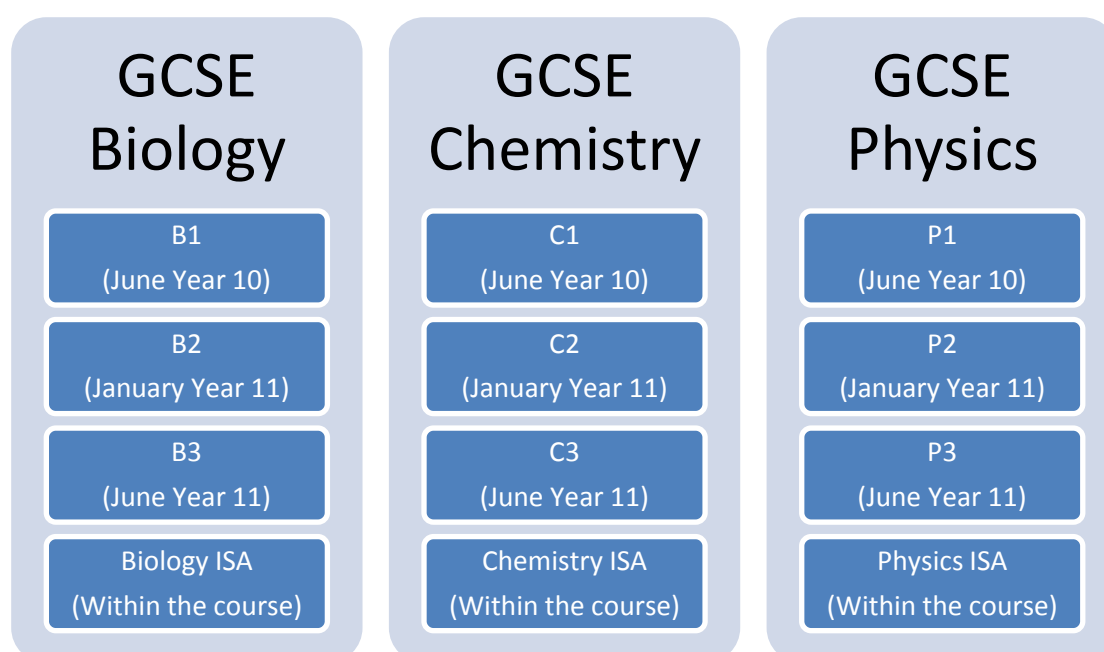 GCSE
Biology
B1
(June Year 10)
B2
(January Year 11)
B3
(June Year 11)
Biology ISA
(Within the course)
GCSE
Chemistry
C1
(June Year 10)
C2
(January Year 11)
C3
(June Year 11)
Chemistry ISA
(Within the course)
GCSE
Physics
P1
(June Year 10)
P2
(January Year 11)
P3
(June Year 11)
Physics ISA
(Within the course)